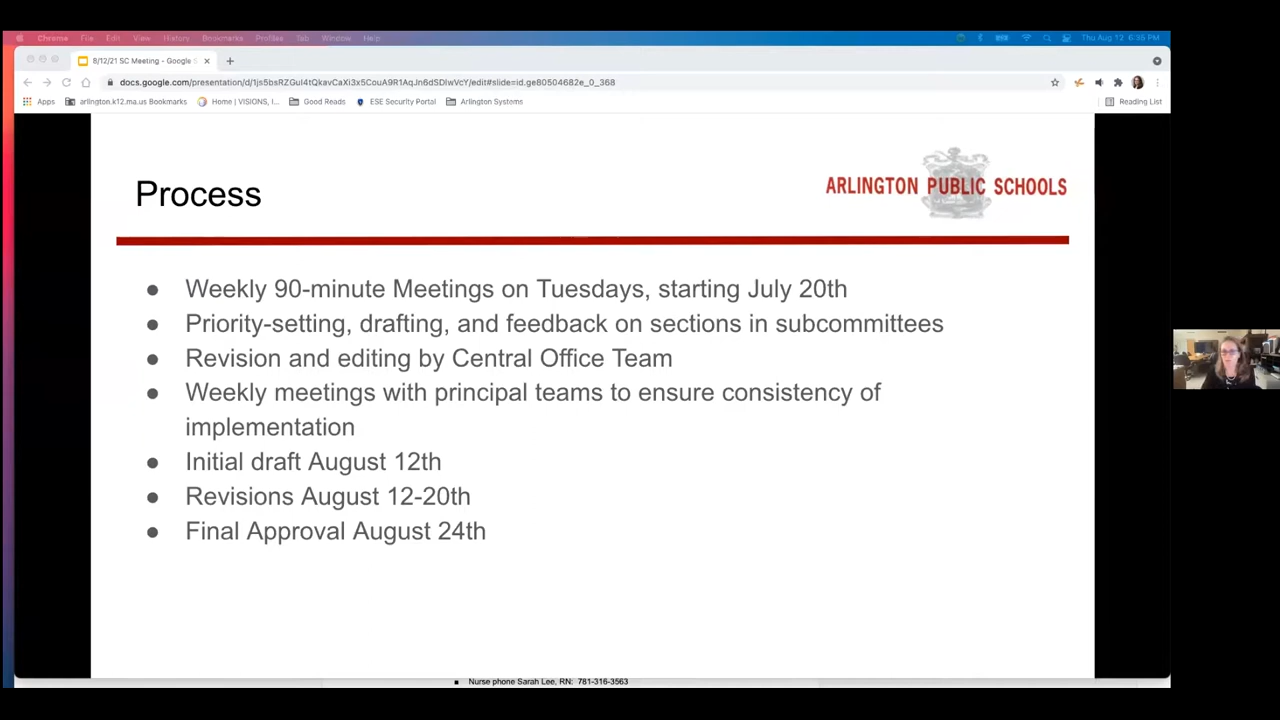 Chrome File Edit View History Bookmarks Profiles Tab Window Help Thu Aug 12 6:35 PM
8/12/21 SC Meeting - Google S
docs.google.com/presentation/d/1js5bsRZGuI4tQkavCaXi3x5CouA9R1AqJn6dSDIwVcY/edit#slide=id.ge80504682e_0_368
Apps arlington.k12.ma.us Bookmarks Home | VISIONS, I... Good Reads ESE Security Portal Arlington Systems Reading List
Process
ARLINGTON PUBLIC SCHOOLS
● Weekly 90-minute Meetings on Tuesdays, starting July 20th
● Priority-setting, drafting, and feedback on sections in subcommittees
● Revision and editing by Central Office Team
● Weekly meetings with principal teams to ensure consistency of
implementation
● Initial draft August 12th
● Revisions August 12-20th
● Final Approval August 24th
■ Nurse phone Sarah Lee, RN: 781-316-3563